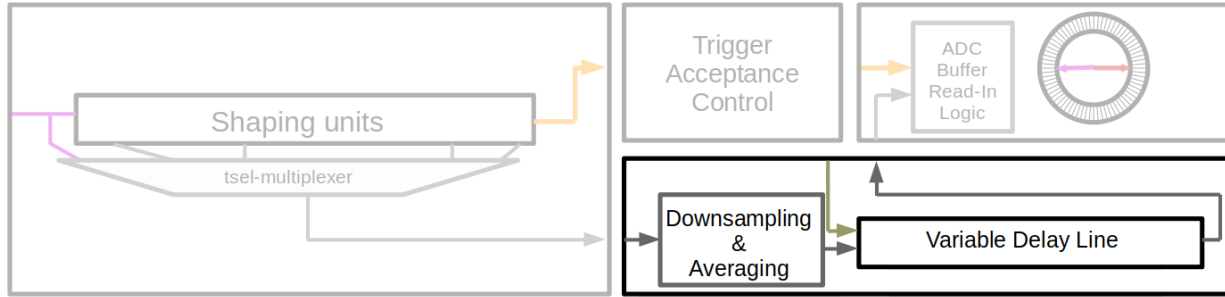 Shaping units
tsel-multiplexer
Trigger
Acceptance
Control
ADC
Buffer
Read-In
Logic
Downsampling
&
Averaging
Variable Delay Line